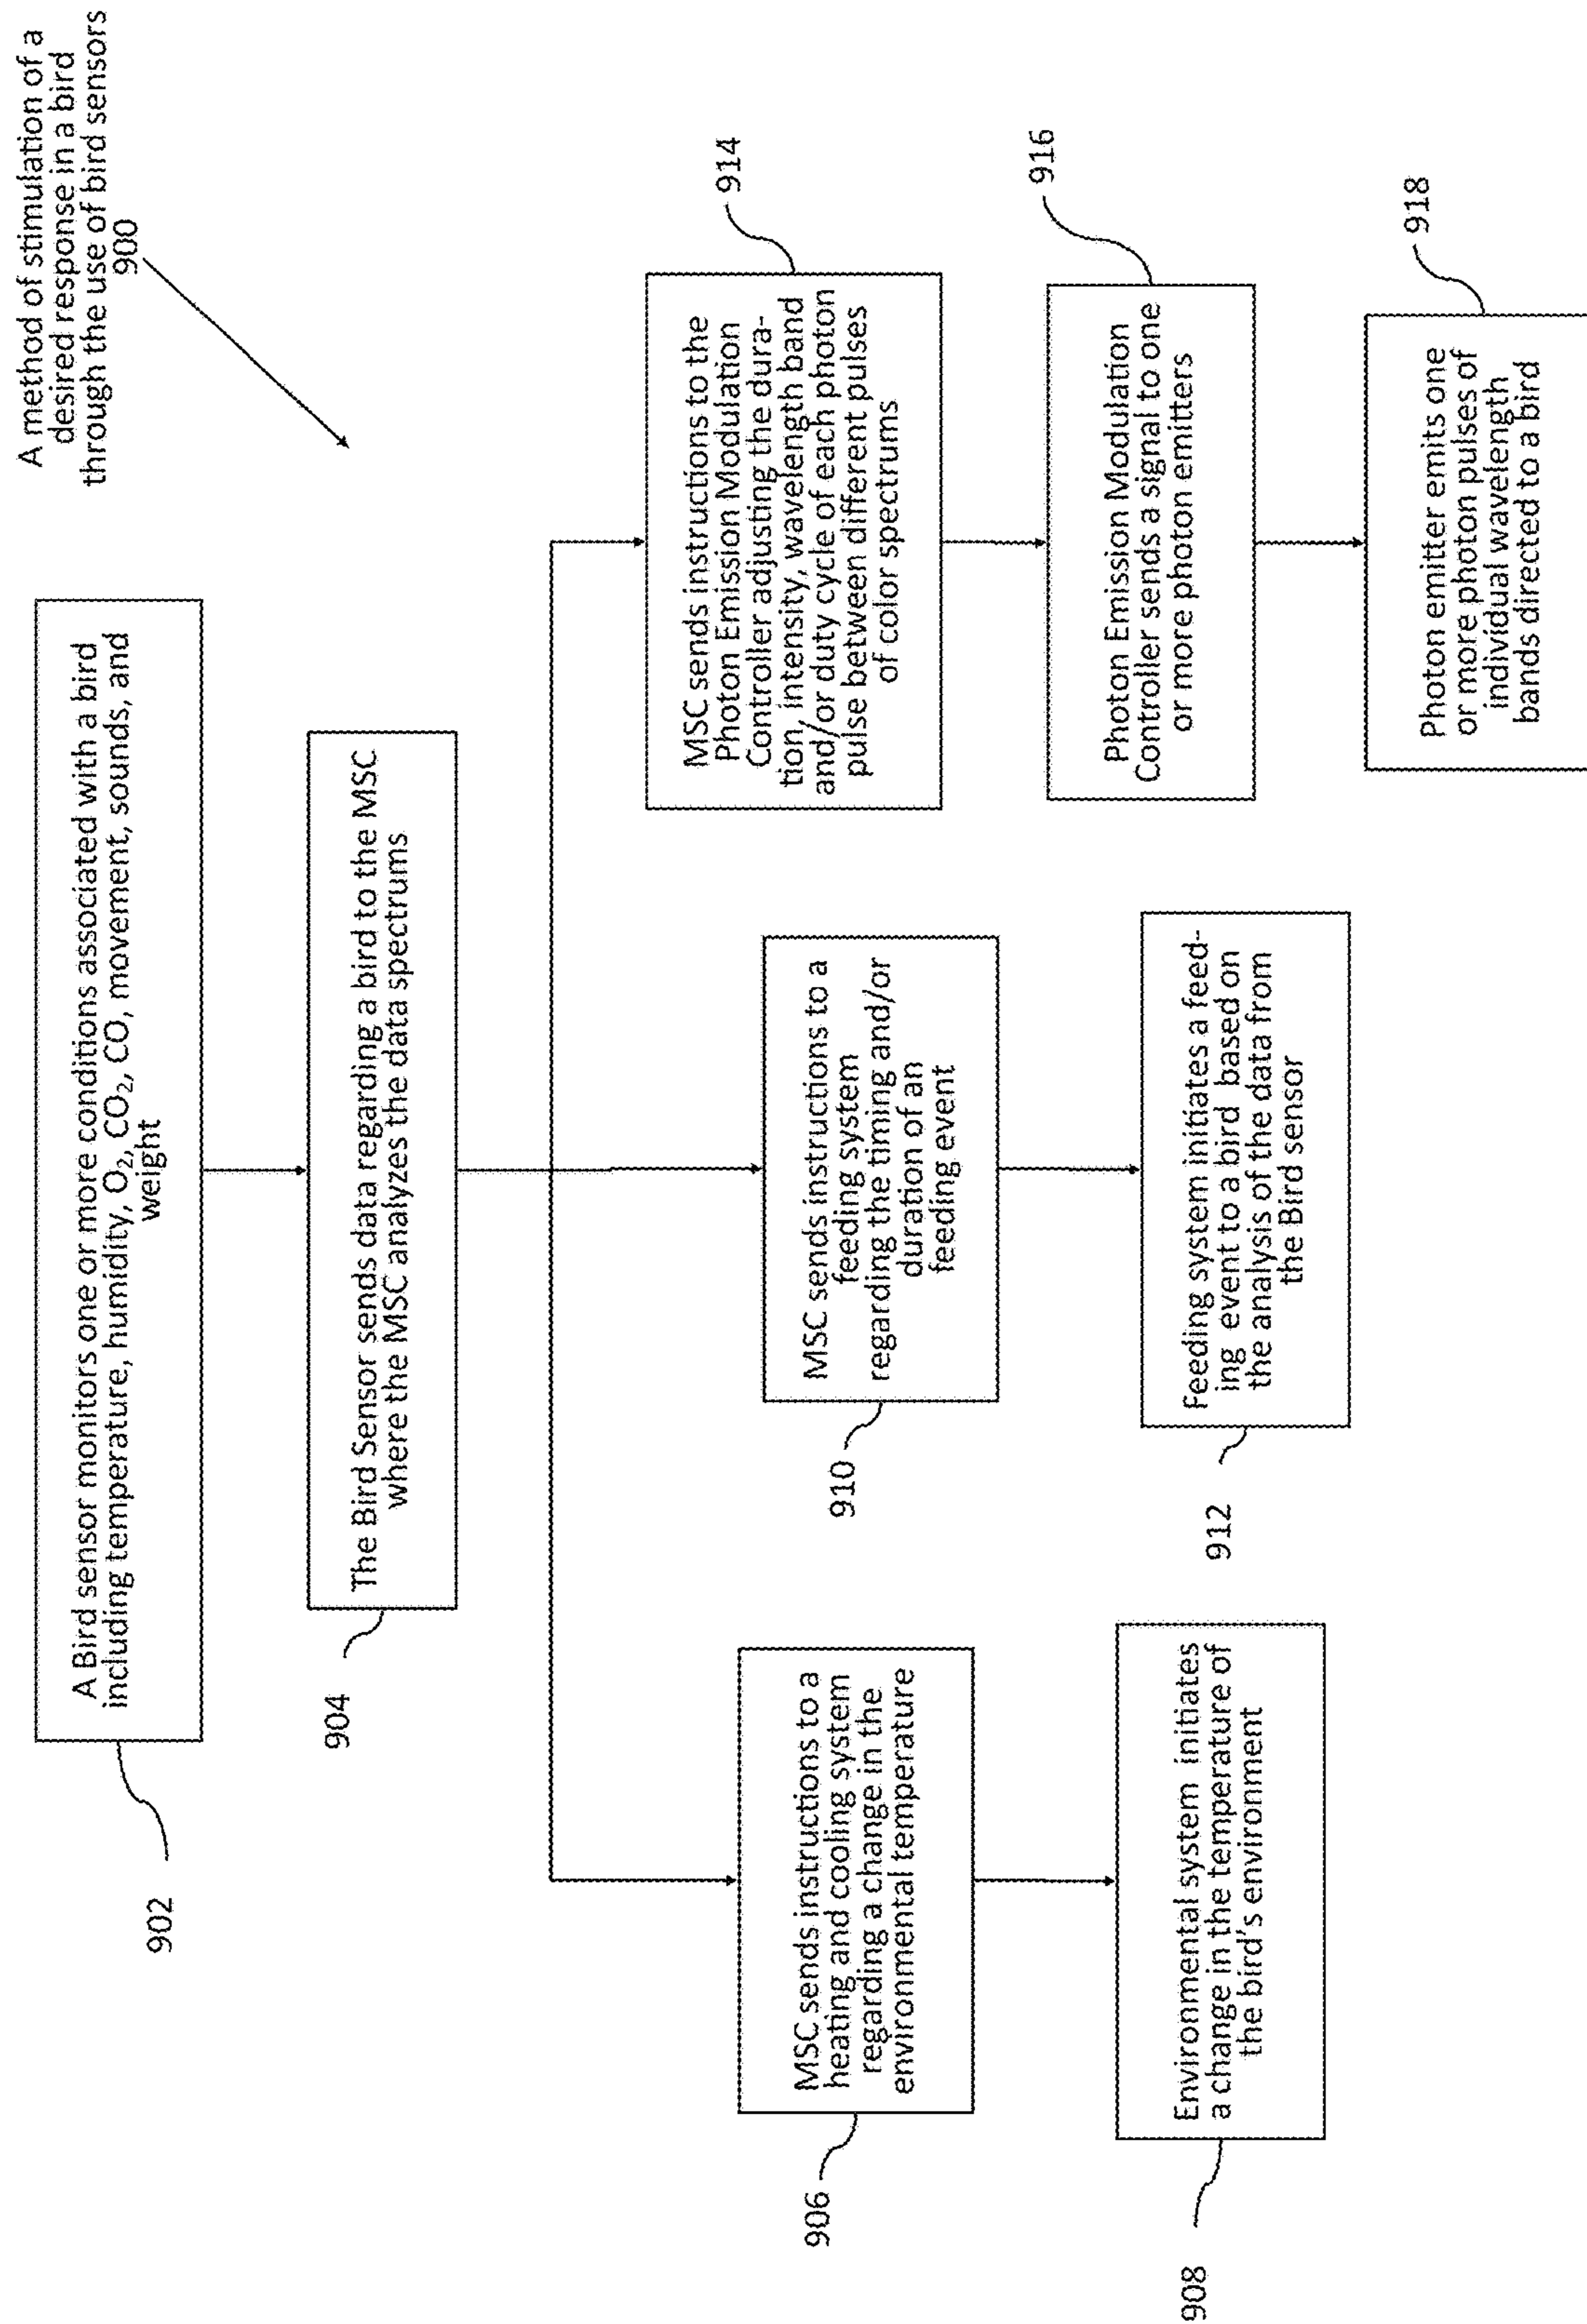 A method of stimulation of a
desired response in a bird
through the use of bird sensors
900
A Bird sensor monitors one or more conditions associated with a bird
including temperature, humidity, O₂, CO₂, CO, movement, sounds, and
weight
902
The Bird Sensor sends data regarding a bird to the MSC
where the MSC analyzes the data spectrums
904
MSC sends instructions to a
heating and cooling system
regarding a change in the
environmental temperature
906
Environmental system initiates
a change in the temperature of
the bird's environment
908
MSC sends instructions to a
feeding system
regarding the timing and/or
duration of an
feeding event
910
Feeding system initiates a feed-
ing event to a bird based on
the analysis of the data from
the Bird sensor
912
MSC sends instructions to the
Photon Emission Modulation
Controller adjusting the dura-
tion, intensity, wavelength band
and/or duty cycle of each photon
pulse between different pulses
of color spectrums
914
Photon Emission Modulation
Controller sends a signal to one
or more photon emitters
916
Photon emitter emits one
or more photon pulses of
individual wavelength
bands directed to a bird
918